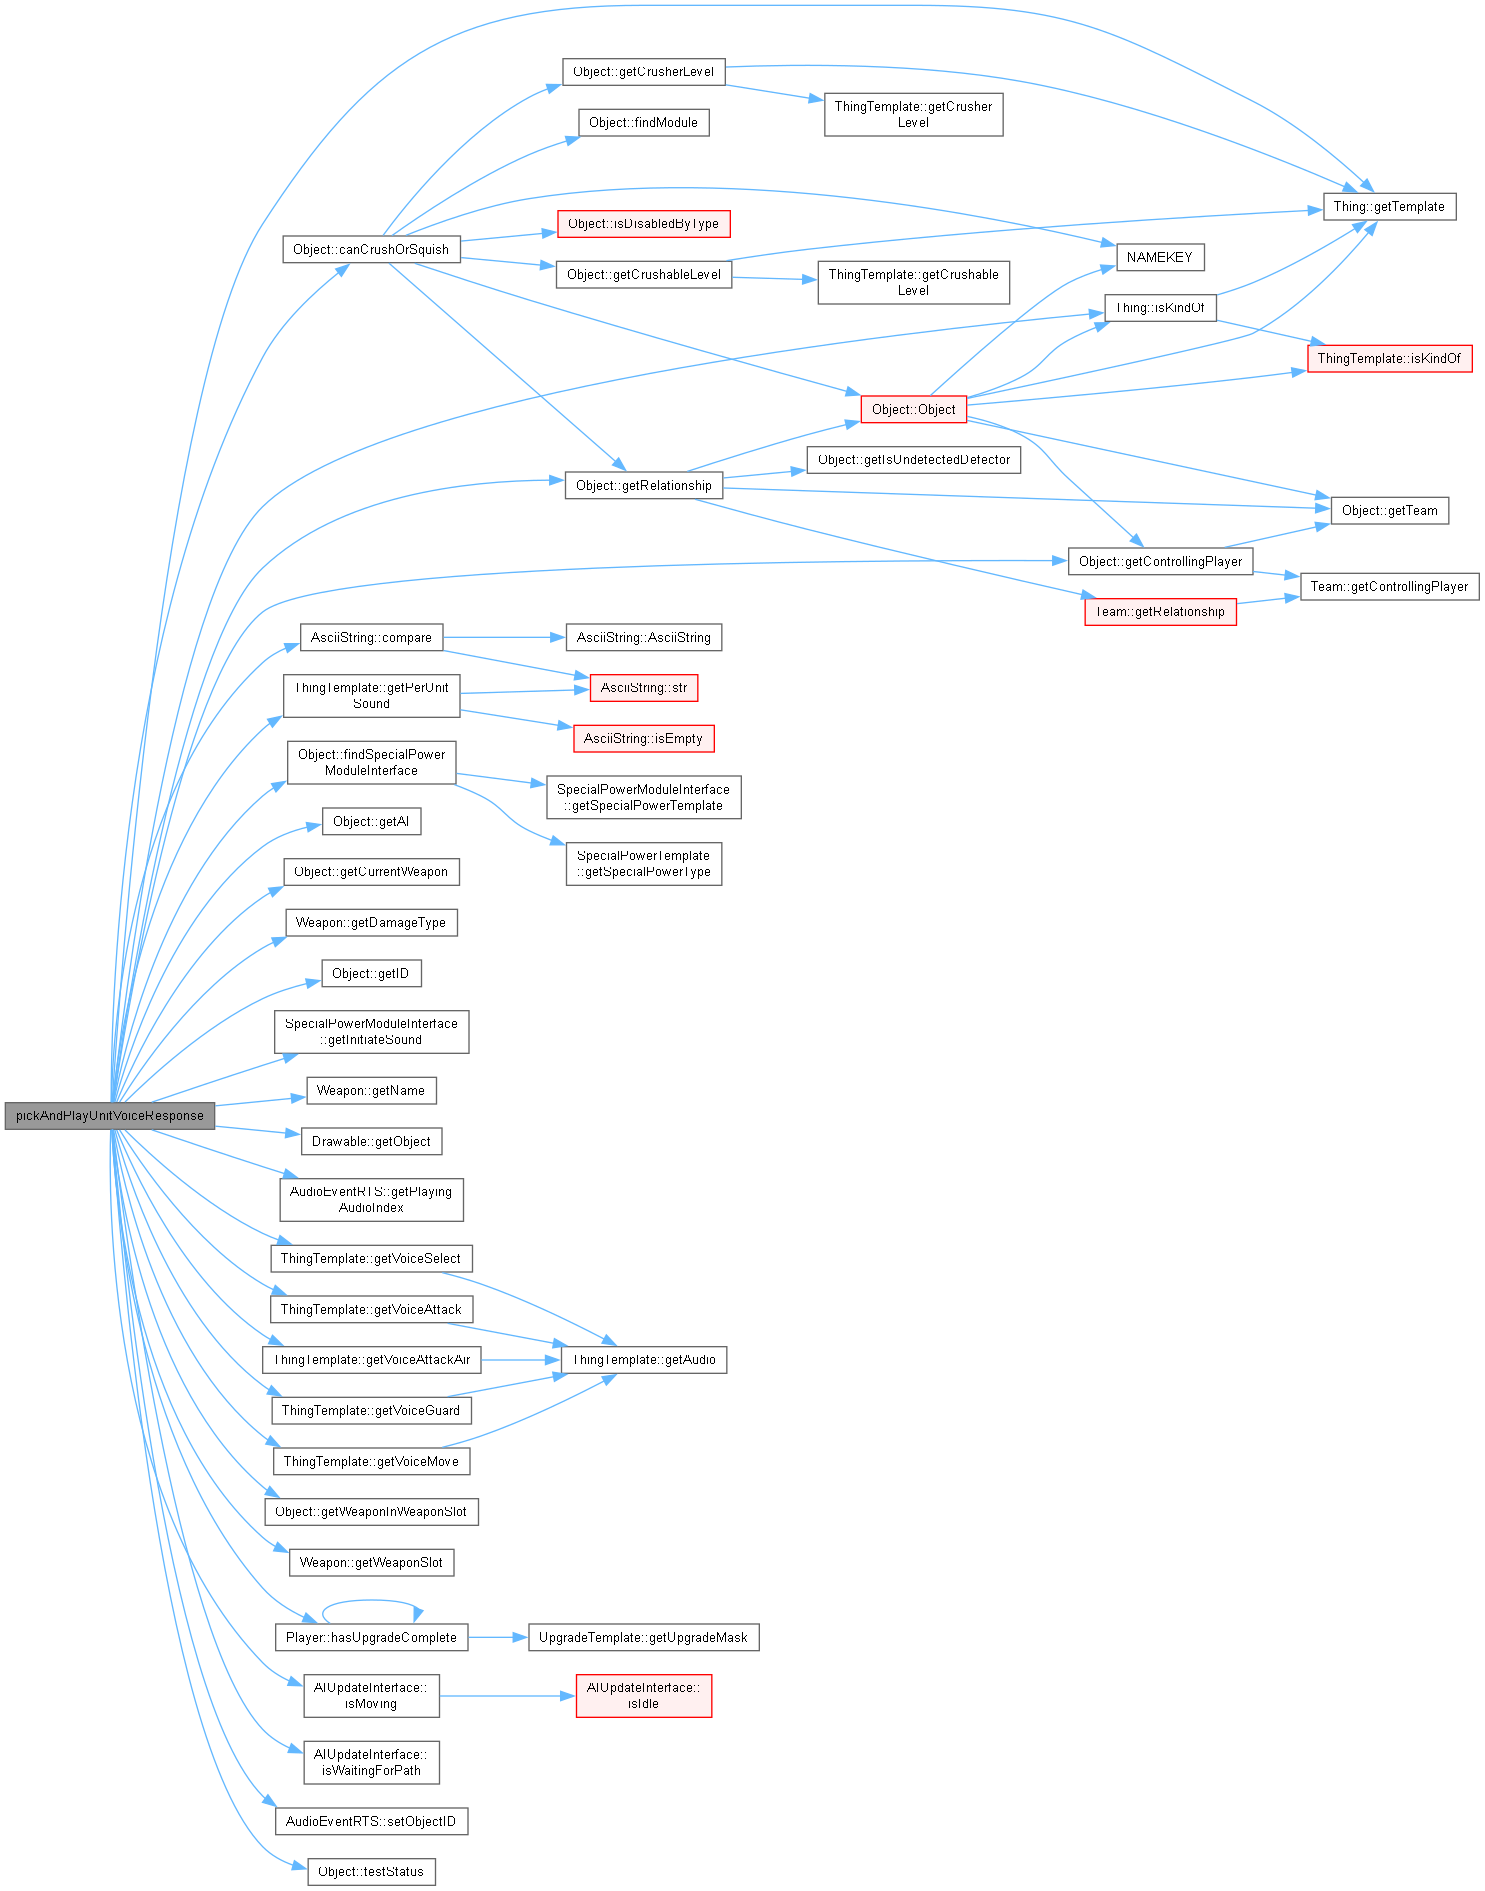 Object::getCrusherLevel
ThingTemplate::getCrusher
Level
Object::findModule
Thing::getTemplate
Object::isDisabledByType
Object::canCrushOrSquish
NAMEKEY
Object::getCrushableLevel
ThingTemplate::getCrushable
Level
Thing::isKindOf
ThingTemplate::isKindOf
Object::Object
Object::getIsUndetectedDefector
Object::getRelationship
Object::getTeam
Object::getControllingPlayer
Team::getControllingPlayer
Team::getRelationship
AsciiString::compare
AsciiString::AsciiString
ThingTemplate::getPerUnit
Sound
AsciiString::str
AsciiString::isEmpty
Object::findSpecialPower
ModuleInterface
SpecialPowerModuleInterface
::getSpecialPowerTemplate
Object::getAI
SpecialPowerTemplate
::getSpecialPowerType
Object::getCurrentWeapon
Weapon::getDamageType
Object::getID
SpecialPowerModuleInterface
::getInitiateSound
Weapon::getName
pickAndPlayUnitVoiceResponse
Drawable::getObject
AudioEventRTS::getPlaying
AudioIndex
ThingTemplate::getVoiceSelect
ThingTemplate::getVoiceAttack
ThingTemplate::getVoiceAttackAir
ThingTemplate::getAudio
ThingTemplate::getVoiceGuard
ThingTemplate::getVoiceMove
Object::getWeaponInWeaponSlot
Weapon::getWeaponSlot
Player::hasUpgradeComplete
UpgradeTemplate::getUpgradeMask
AIUpdateInterface::
isMoving
AIUpdateInterface::
isIdle
AIUpdateInterface::
isWaitingForPath
AudioEventRTS::setObjectID
Object::testStatus